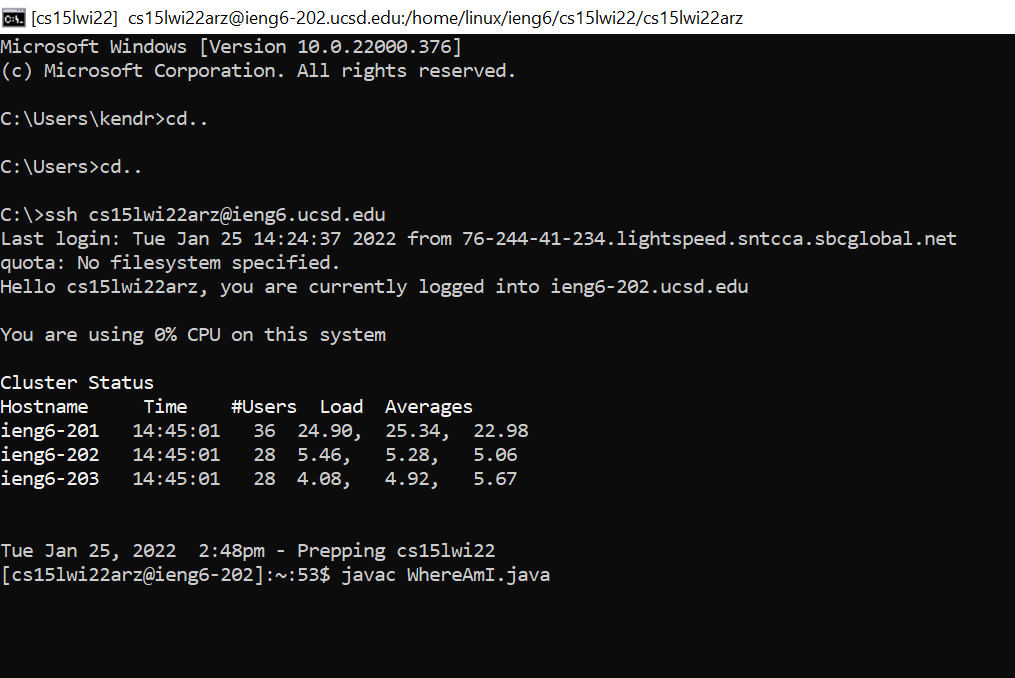 [cs15lwi22] cs15lwi22arz@ieng6-202.ucsd.edu:/home/linux/ieng6/cs15lwi22/cs15lwi22arz
Microsoft Windows [Version 10.0.22000.376]
(c) Microsoft Corporation. All rights reserved.
C:\Users\kendr>cd..
C:\Users>cd..
C:\>ssh cs15lwi22arz@ieng6.ucsd.edu
Last login: Tue Jan 25 14:24:37 2022 from 76-244-41-234.lightspeed.sntcca.sbcglobal.net
quota: No filesystem specified.
Hello cs15lwi22arz, you are currently logged into ieng6-202.ucsd.edu
You are using 0% CPU on this system
Cluster Status
Hostname Time #Users Load Averages
ieng6-201 14:45:01 36 24.90, 25.34, 22.98
ieng6-202 14:45:01 28 5.46, 5.28, 5.06
ieng6-203 14:45:01 28 4.08, 4.92, 5.67
Tue Jan 25, 2022 2:48pm - Prepping cs15lwi22
[cs15lwi22arz@ieng6-202]:~:53$ javac WhereAmI.java